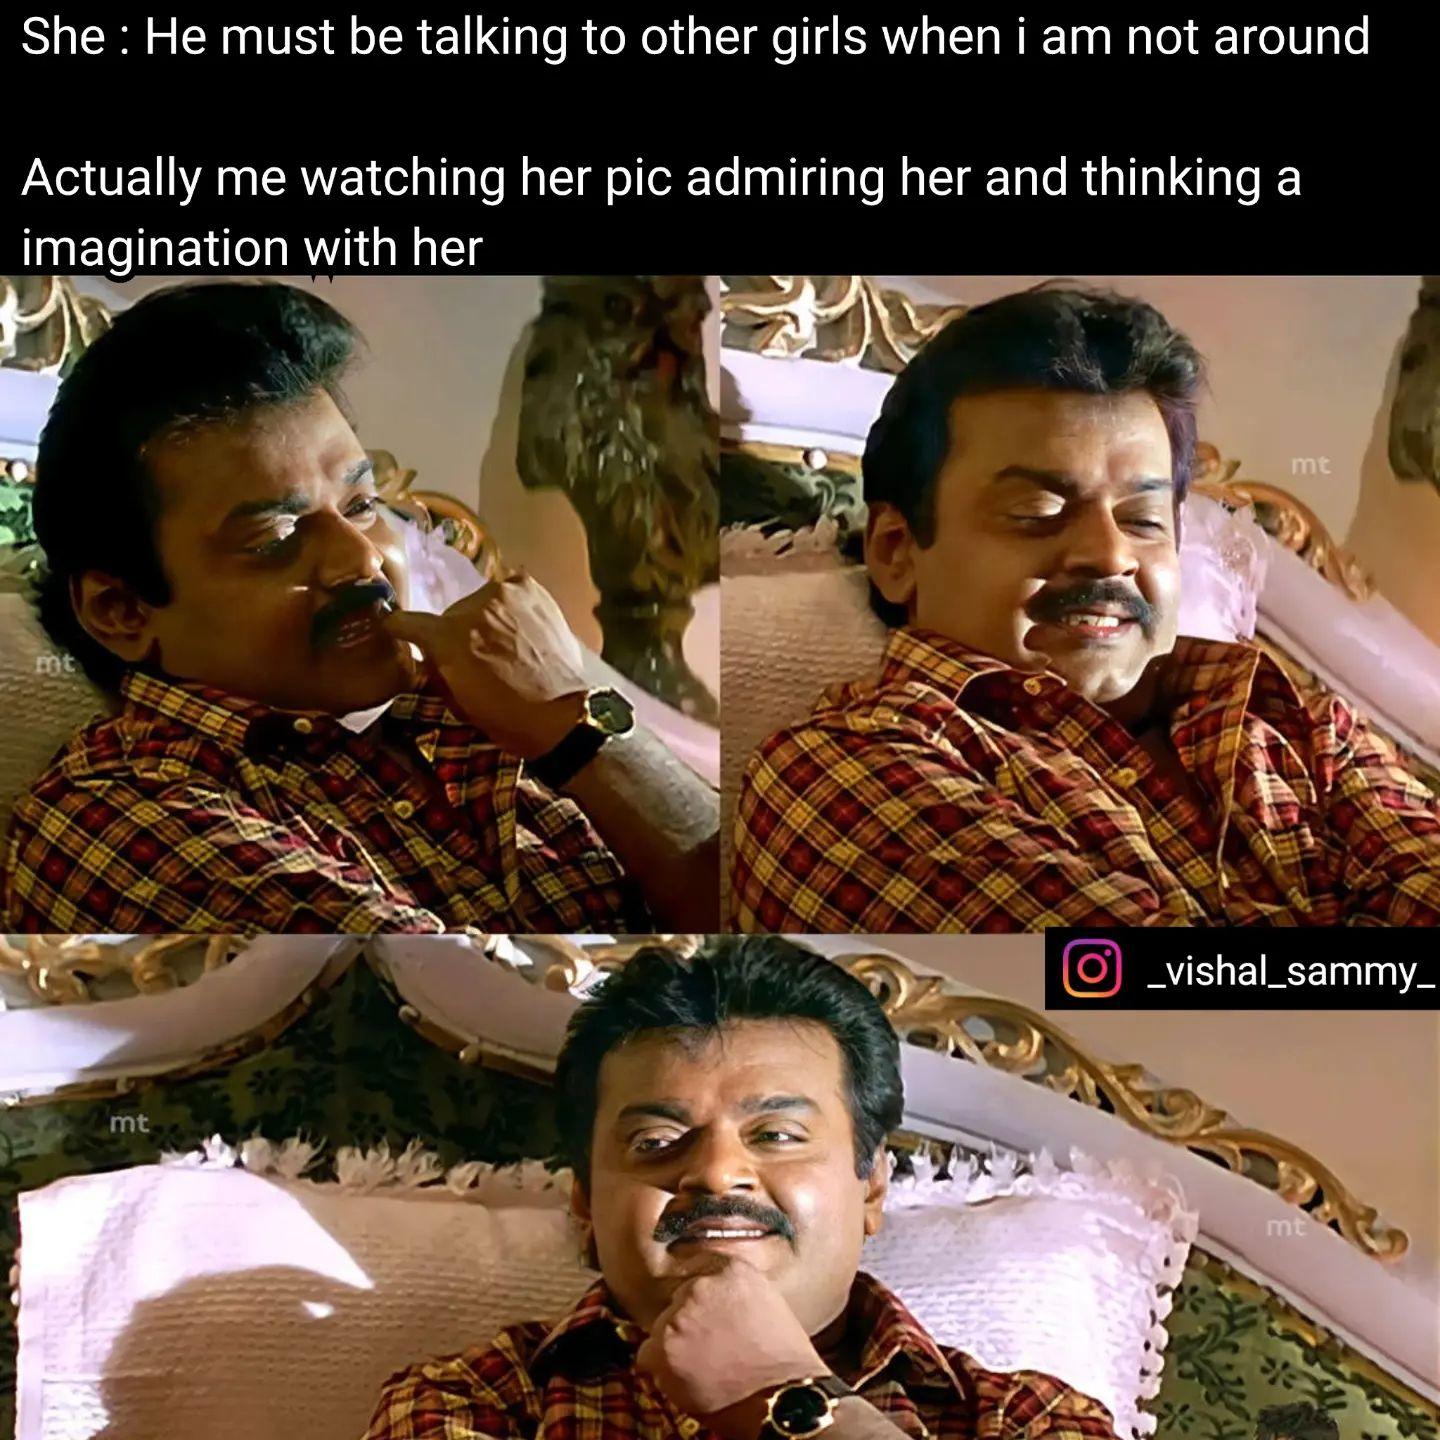 She : He must be talking to other girls when i am not around
Actually me watching her pic admiring her and thinking a
imagination with her
mt
mt
_vishal_sammy_
mt
mt